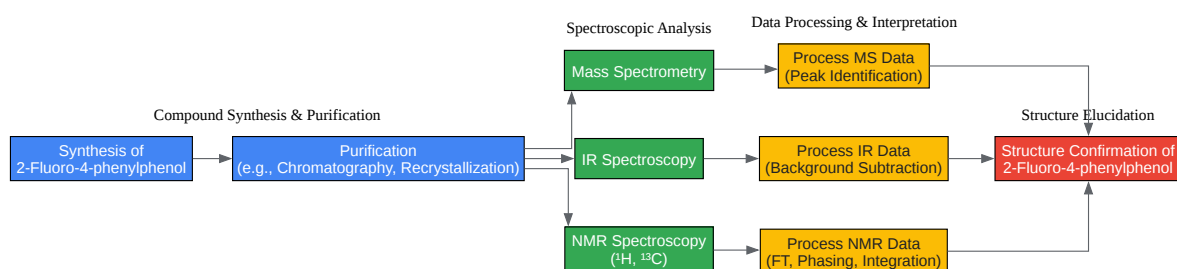 Spectroscopic Analysis
Data Processing & Interpretation
Mass Spectrometry
Process MS Data
(Peak Identification)
Compound Synthesis & Purification
Structure Elucidation
Synthesis of
2-Fluoro-4-phenylphenol
Purification
(e.g., Chromatography, Recrystallization)
IR Spectroscopy
Process IR Data
(Background Subtraction)
Structure Confirmation of
2-Fluoro-4-phenylphenol
NMR Spectroscopy
(¹H, ¹³C)
Process NMR Data
(FT, Phasing, Integration)